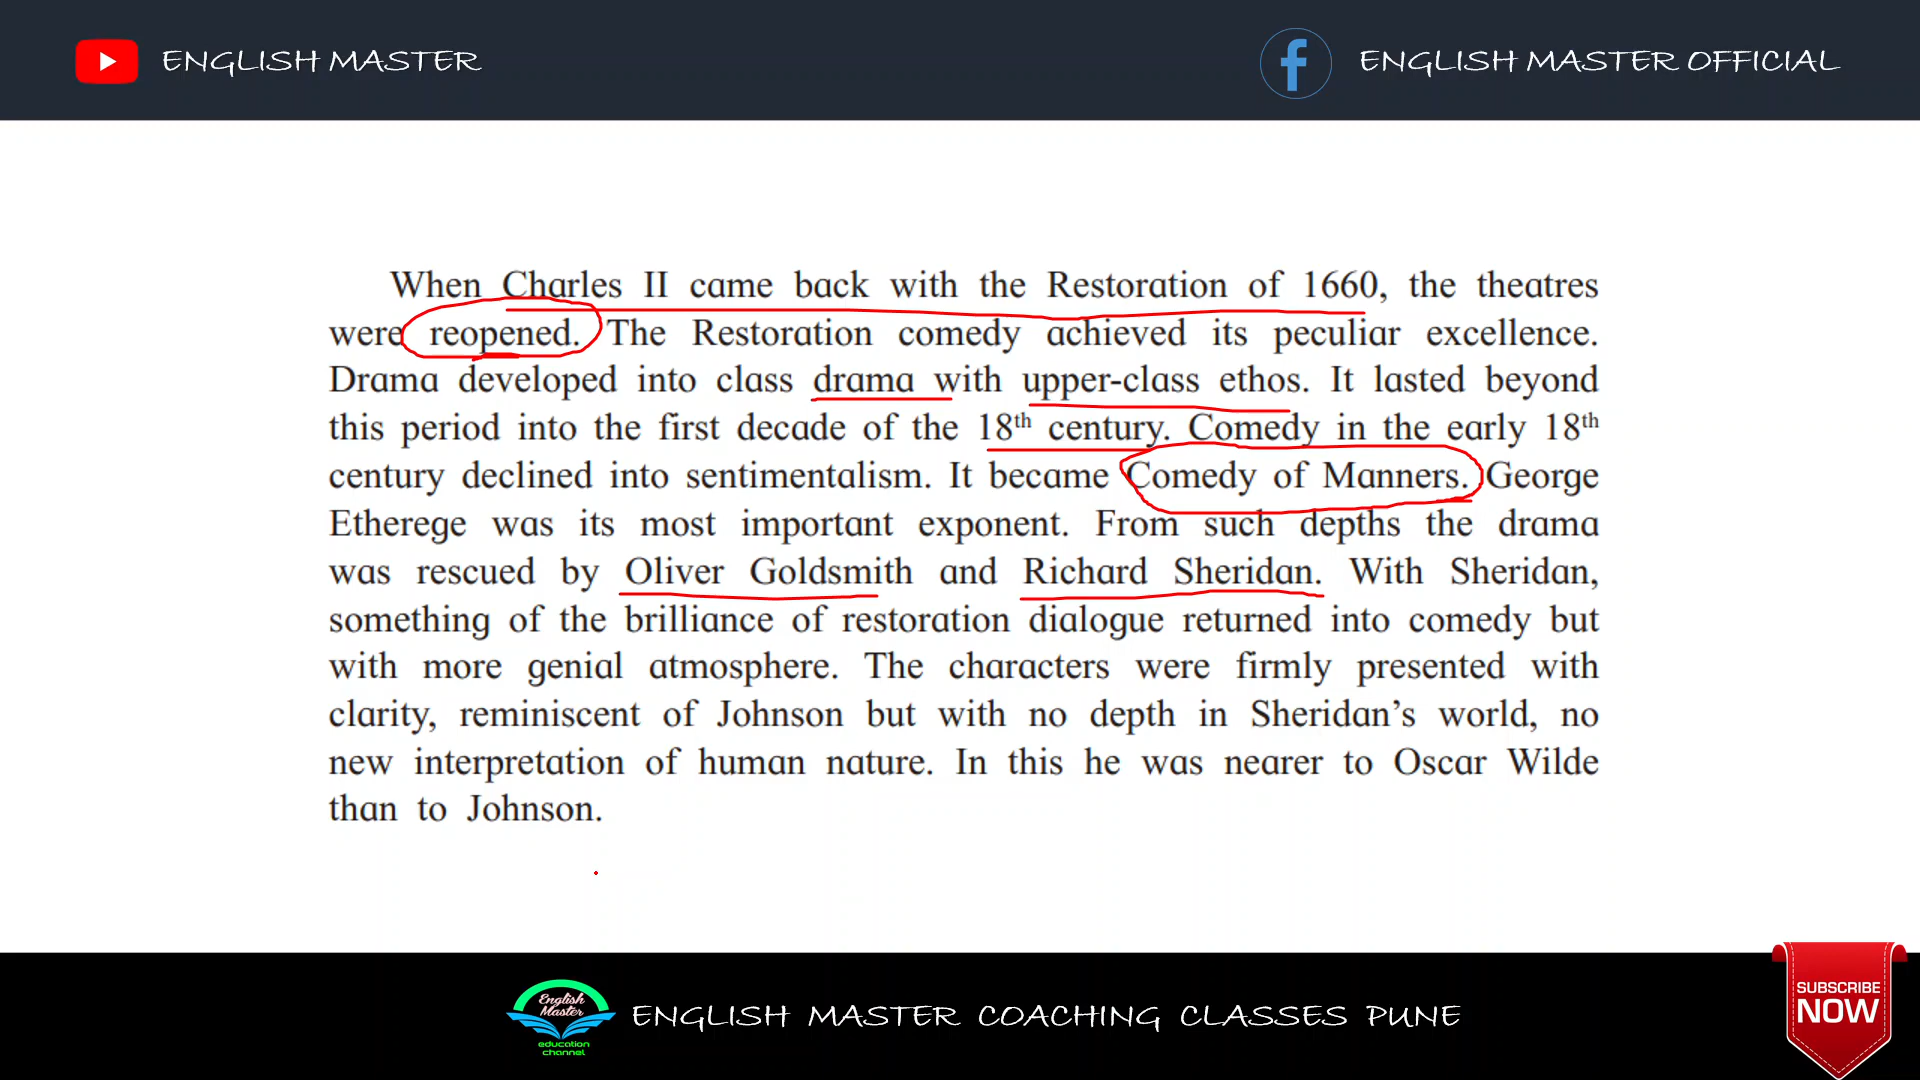 ENGLISH MASTER
ENGLISH MASTER OFFICIAL
When Charles II came back with the Restoration of 1660, the theatres
were reopened. The Restoration comedy achieved its peculiar excellence.
Drama developed into class drama with upper-class ethos. It lasted beyond
this period into the first decade of the 18th century. Comedy in the early 18th
century declined into sentimentalism. It became Comedy of Manners. George
Etherege was its most important exponent. From such depths the drama
was rescued by Oliver Goldsmith and Richard Sheridan. With Sheridan,
something of the brilliance of restoration dialogue returned into comedy but
with more genial atmosphere. The characters were firmly presented with
clarity, reminiscent of Johnson but with no depth in Sheridan’s world, no
new interpretation of human nature. In this he was nearer to Oscar Wilde
than to Johnson.
English
Master
education
channel
ENGLISH MASTER COACHING CLASSES PUNE
SUBSCRIBE
NOW